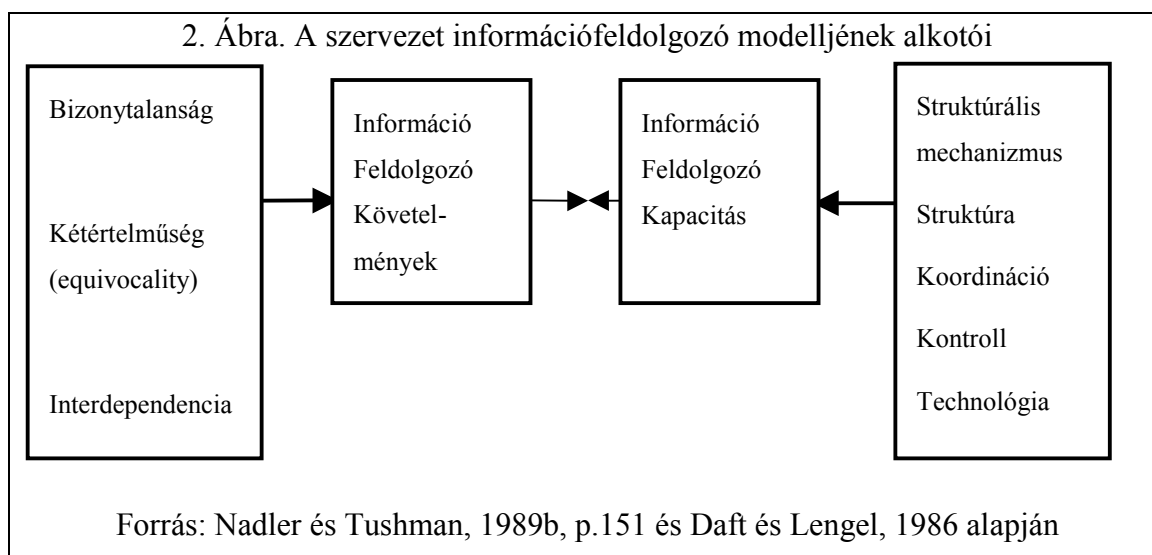 2. Ábra. A szervezet információfeldolgozó modelljének alkotói
Bizonytalanság
Kétértelműség
(equivocality)
Interdependencia
Információ
Feldolgozó
Követel-
mények
Információ
Feldolgozó
Kapacitás
Struktúrális
mechanizmus
Struktúra
Koordináció
Kontroll
Technológia
Forrás: Nadler és Tushman, 1989b, p.151 és Daft és Lengel, 1986 alapján